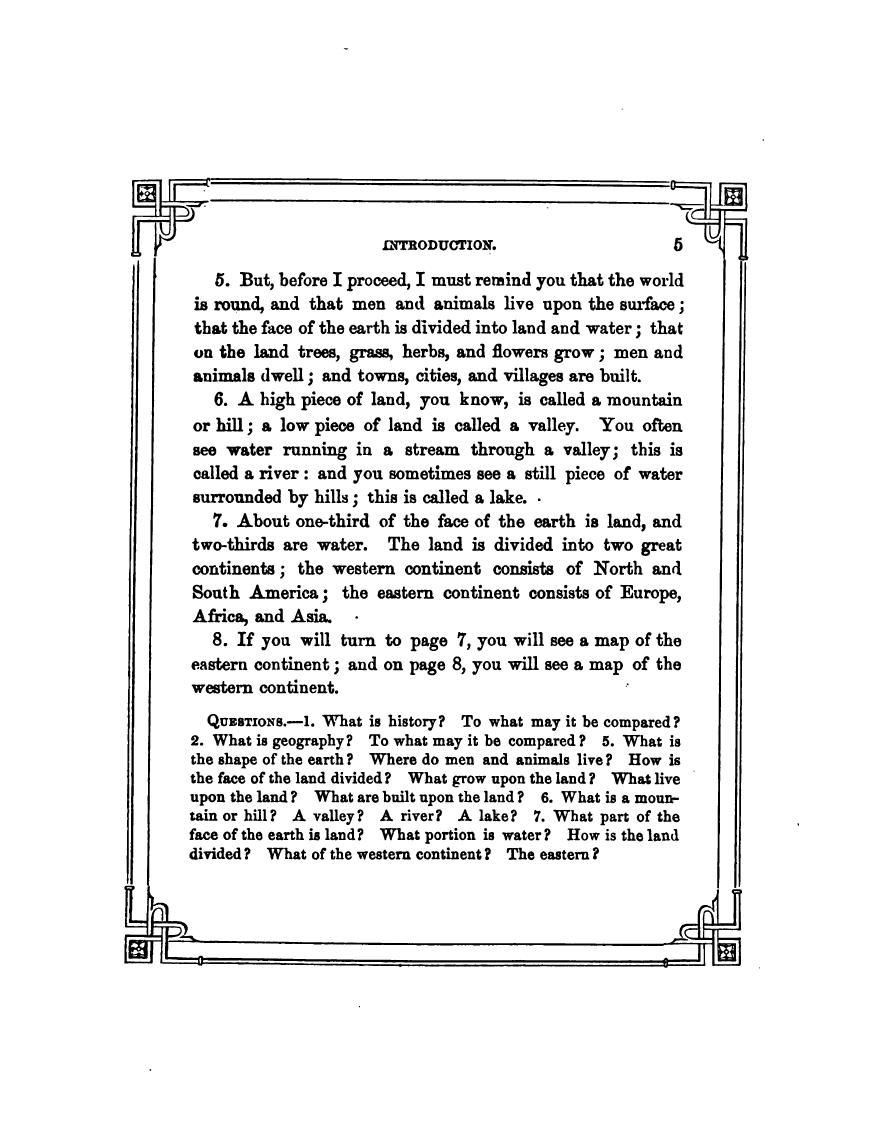 INTRODUCTION. 5
5. But, before I proceed, I must remind you that the world
is round, and that men and animals live upon the surface;
that the face of the earth is divided into land and water; that
on the land trees, grass, herbs, and flowers grow; men and
animals dwell; and towns, cities, and villages are built.
6. A high piece of land, you know, is called a mountain
or hill; a low piece of land is called a valley. You often
see water running in a stream through a valley; this is
called a river: and you sometimes see a still piece of water
surrounded by hills; this is called a lake.
7. About one-third of the face of the earth is land, and
two-thirds are water. The land is divided into two great
continents; the western continent consists of North and
South America; the eastern continent consists of Europe,
Africa, and Asia.
8. If you will turn to page 7, you will see a map of the
eastern continent; and on page 8, you will see a map of the
western continent.
QUESTIONS.—1. What is history? To what may it be compared?
2. What is geography? To what may it be compared? 5. What is
the shape of the earth? Where do men and animals live? How is
the face of the land divided? What grow upon the land? What live
upon the land? What are built upon the land? 6. What is a moun-
tain or hill? A valley? A river? A lake? 7. What part of the
face of the earth is land? What portion is water? How is the land
divided? What of the western continent? The eastern?